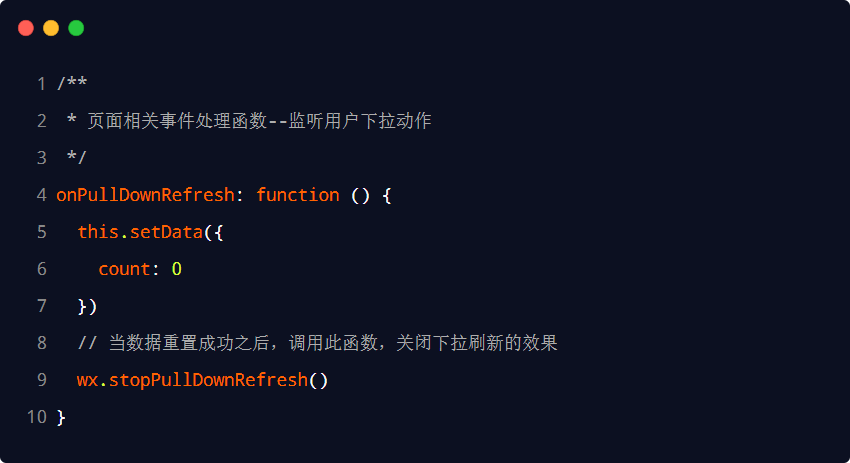 1 /**
2  * 页面相关事件处理函数--监听用户下拉动作
3  */
4 onPullDownRefresh: function () {
5   this.setData({
6     count: 0
7   })
8   // 当数据重置成功之后，调用此函数，关闭下拉刷新的效果
9   wx.stopPullDownRefresh()
10 }